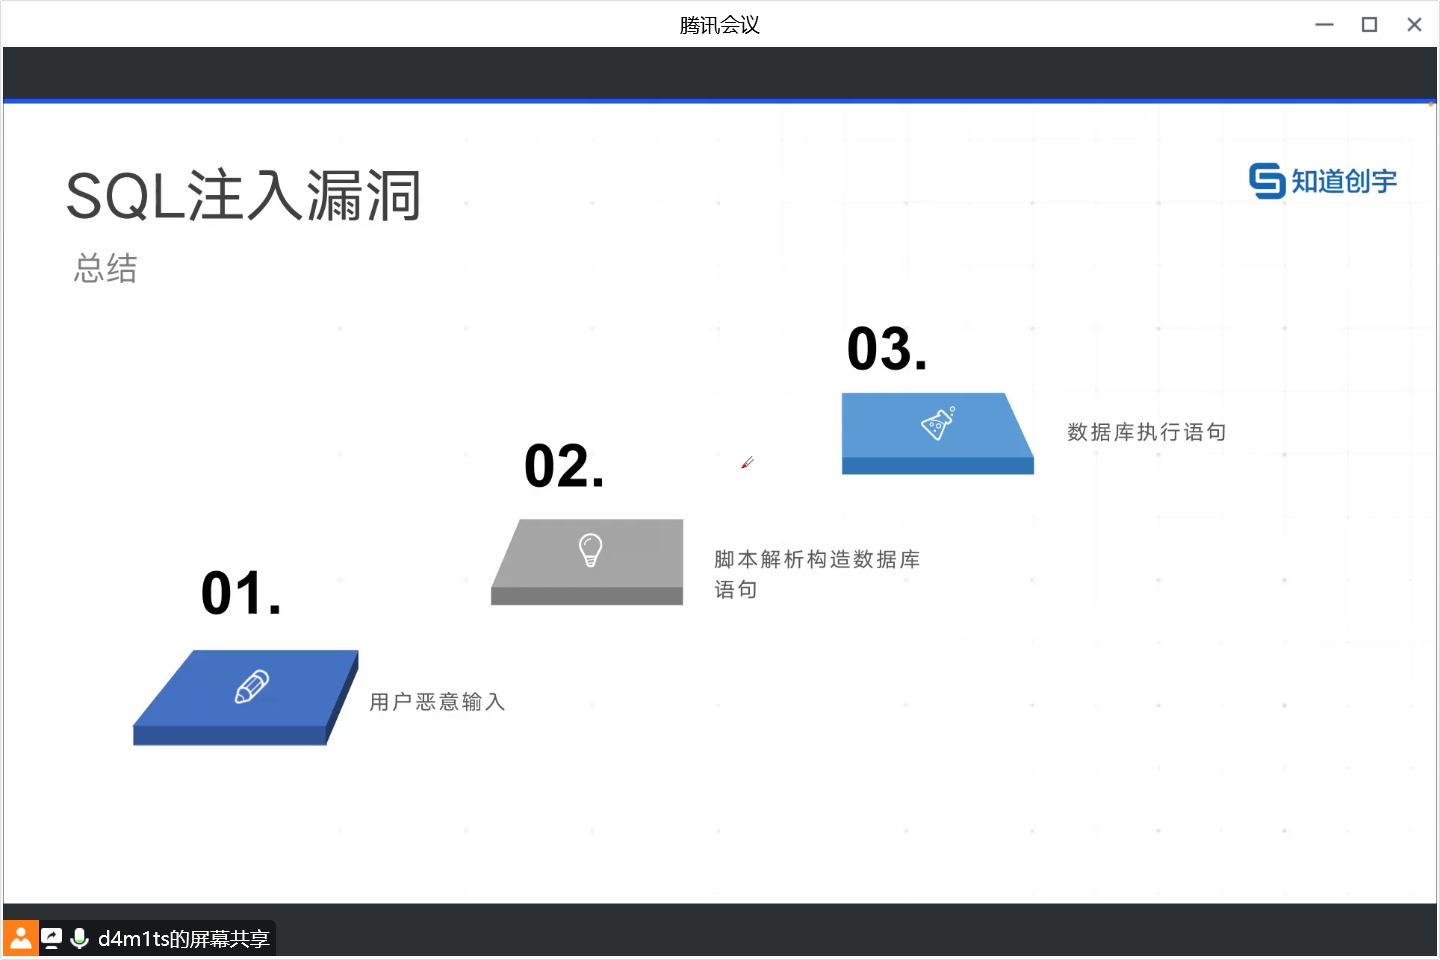 腾讯会议
SQL注入漏洞
知道创宇
总结
03.
数据库执行语句
02.
脚本解析构造数据库
语句
01.
用户恶意输入
d4m1ts的屏幕共享